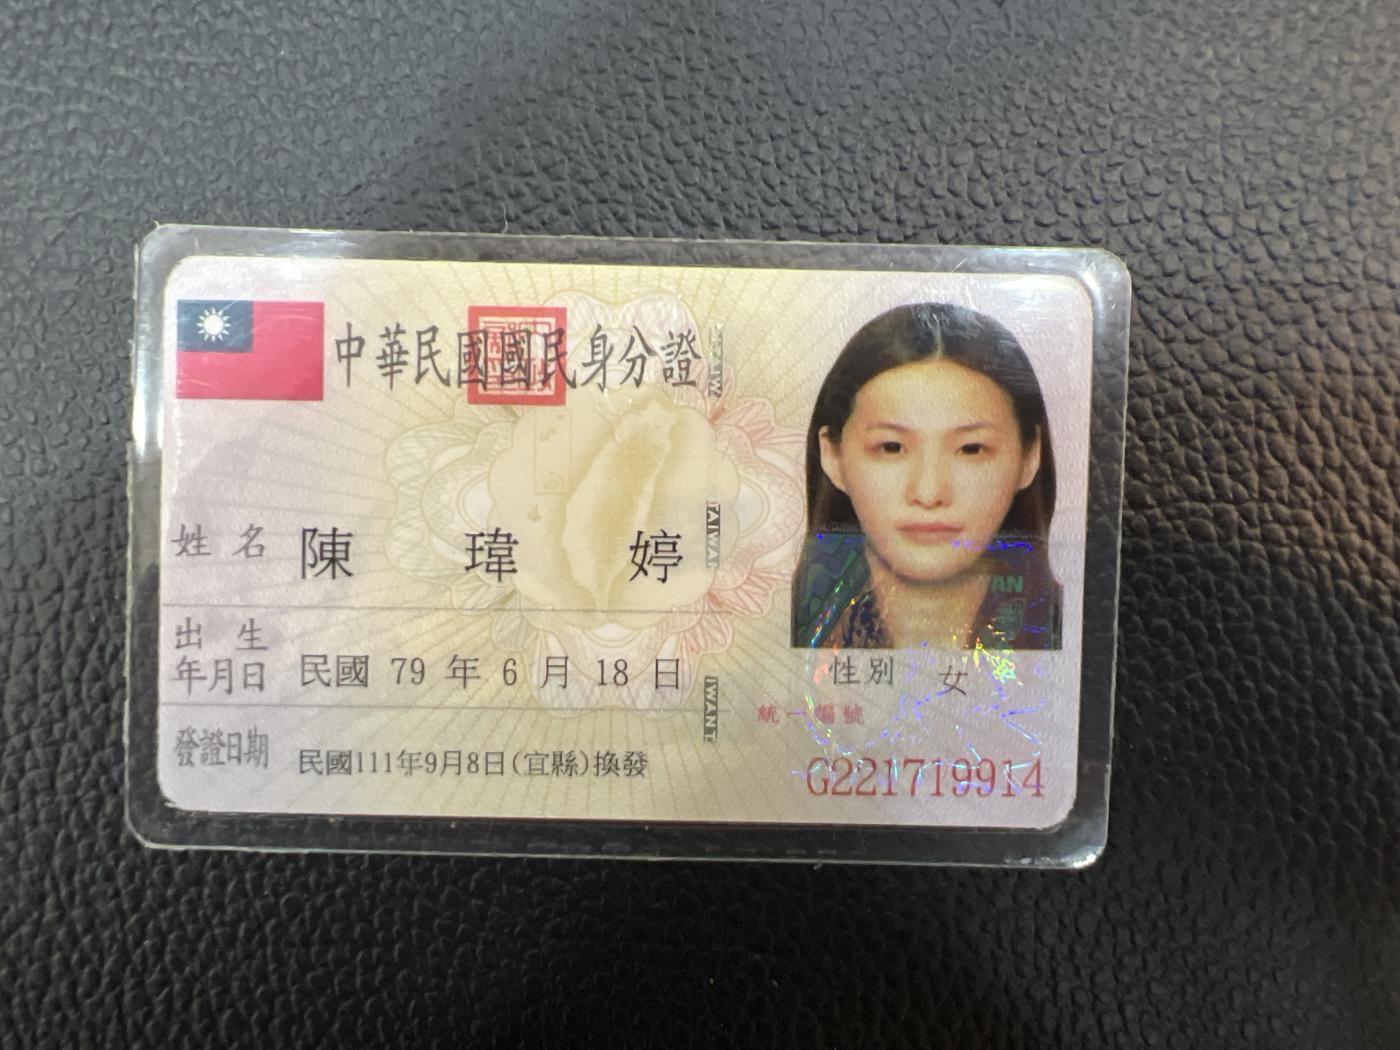 中華民國國民身分證
姓名 陳瑋婷
出生年月日 民國 79 年 6 月 18 日
性別 女
統一編號
G221719914
發證日期 民國111年9月8日(宜縣)換發
TAIWAN